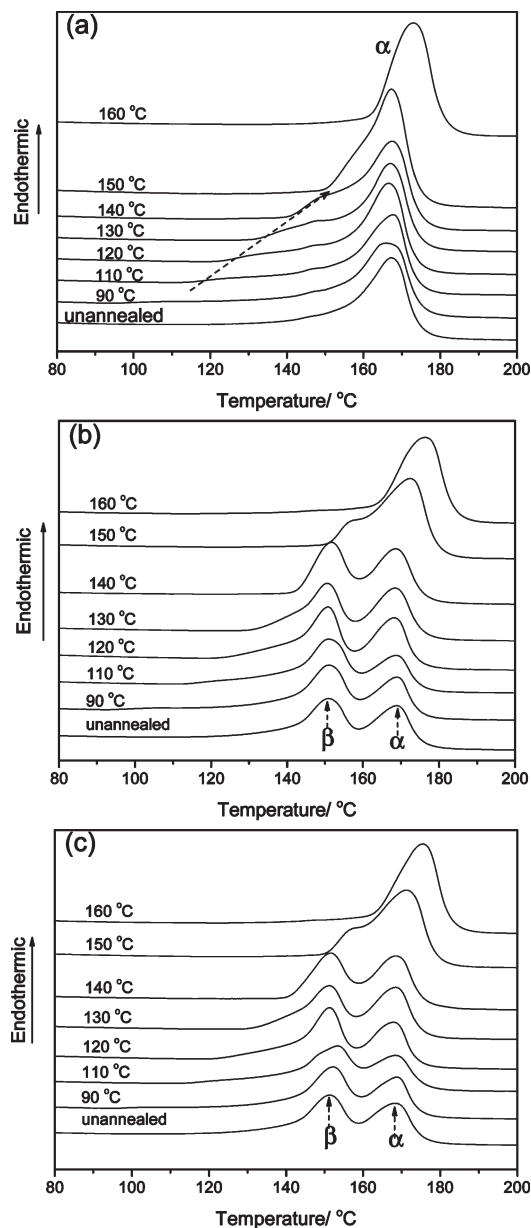 (a)
α
160 °C
150 °C
140 °C
130 °C
120 °C
110 °C
90 °C
unannealed
Endothermic
80 100 120 140 160 180 200
Temperature/ °C
(b)
160 °C
150 °C
140 °C
130 °C
120 °C
110 °C
90 °C
unannealed
β α
Endothermic
80 100 120 140 160 180 200
Temperature/ °C
(c)
160 °C
150 °C
140 °C
130 °C
120 °C
110 °C
90 °C
unannealed
β α
Endothermic
80 100 120 140 160 180 200
Temperature/ °C